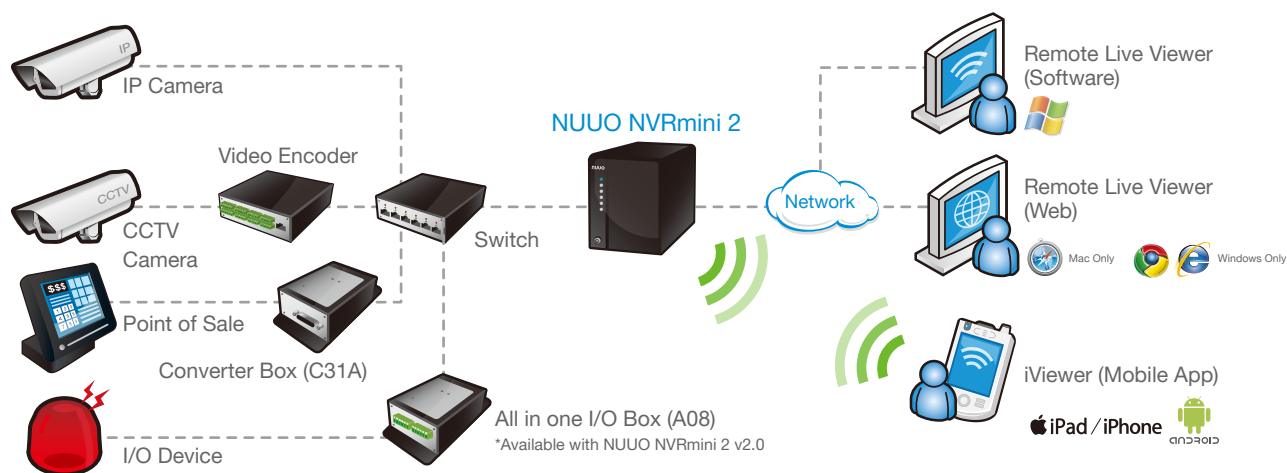 IP
IP Camera
CCTV
CCTV
Camera
Video Encoder
$$$
Point of Sale
Converter Box (C31A)
I/O Device
Switch
All in one I/O Box (A08)
*Available with NUUO NVRmini 2 v2.0
NUUO NVRmini 2
NUUO
Network
Remote Live Viewer
(Software)
Remote Live Viewer
(Web)
Mac Only
Windows Only
iViewer (Mobile App)
iPad / iPhone
ANDROID